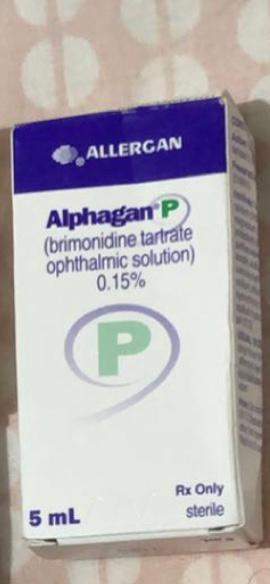 ALLERGAN
Alphagan® P
(brimonidine tartrate
ophthalmic solution)
0.15%
P
Rx Only
5 mL sterile